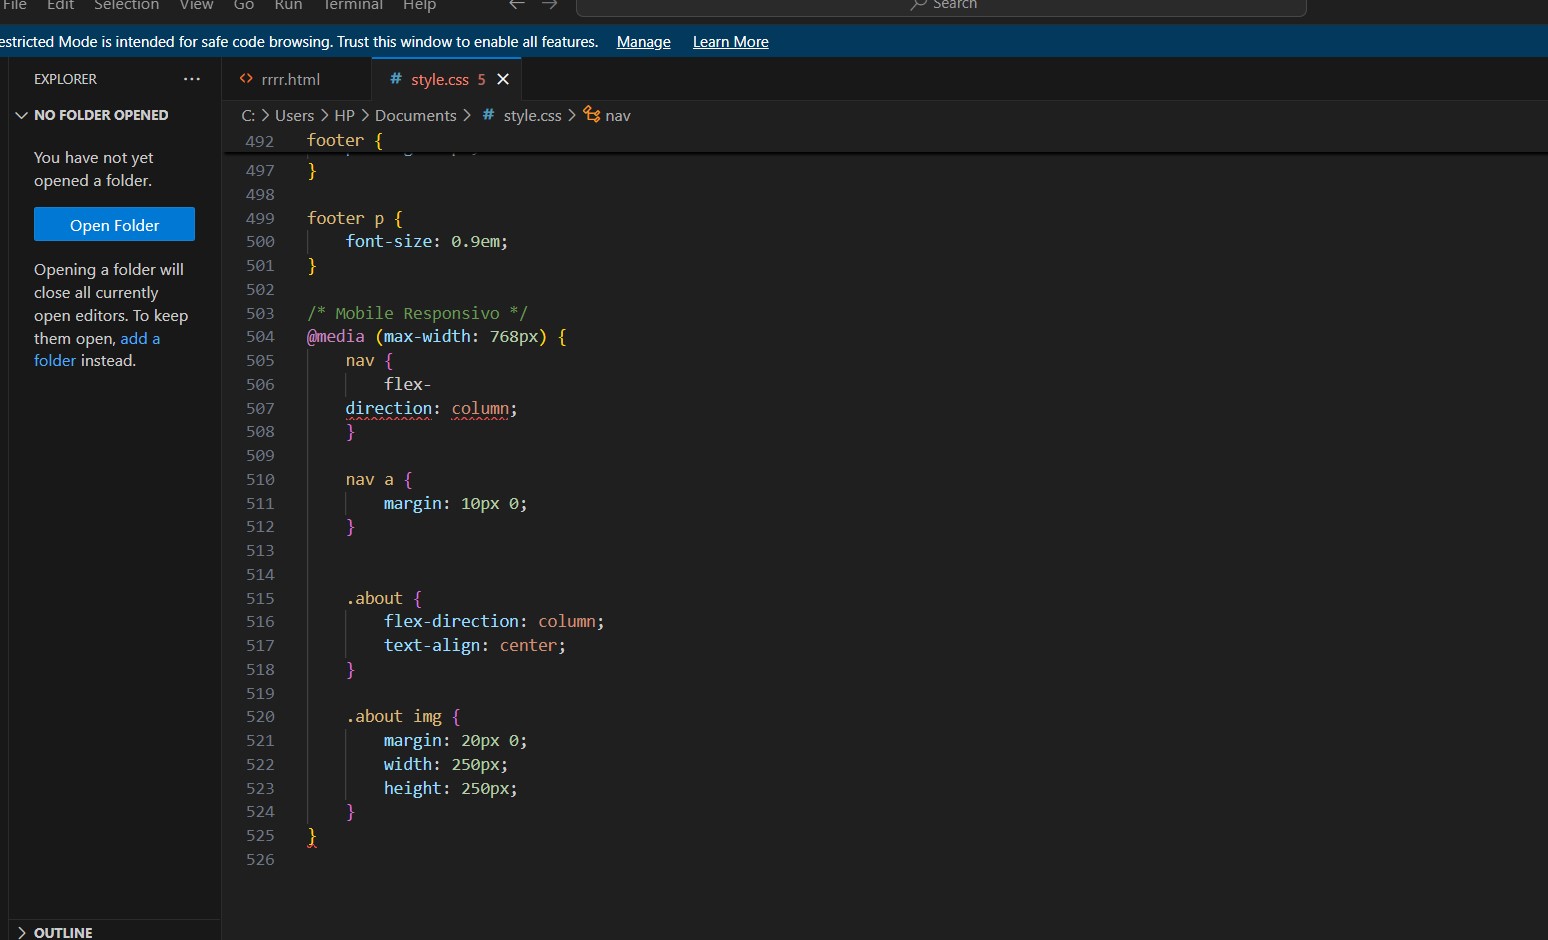 File Edit Selection View Go Run Terminal Help Search
estricted Mode is intended for safe code browsing. Trust this window to enable all features. Manage Learn More
EXPLORER ...
NO FOLDER OPENED
You have not yet
opened a folder.
Open Folder
Opening a folder will
close all currently
open editors. To keep
them open, add a
folder instead.
OUTLINE
<> rrrr.html # style.css 5 ×
C: > Users > HP > Documents > # style.css > nav
492 footer {
497 }
498
499 footer p {
500     font-size: 0.9em;
501 }
502
503 /* Mobile Responsivo */
504 @media (max-width: 768px) {
505     nav {
506         flex-
507     direction: column;
508     }
509
510     nav a {
511         margin: 10px 0;
512     }
513
514
515     .about {
516         flex-direction: column;
517         text-align: center;
518     }
519
520     .about img {
521         margin: 20px 0;
522         width: 250px;
523         height: 250px;
524     }
525 }
526